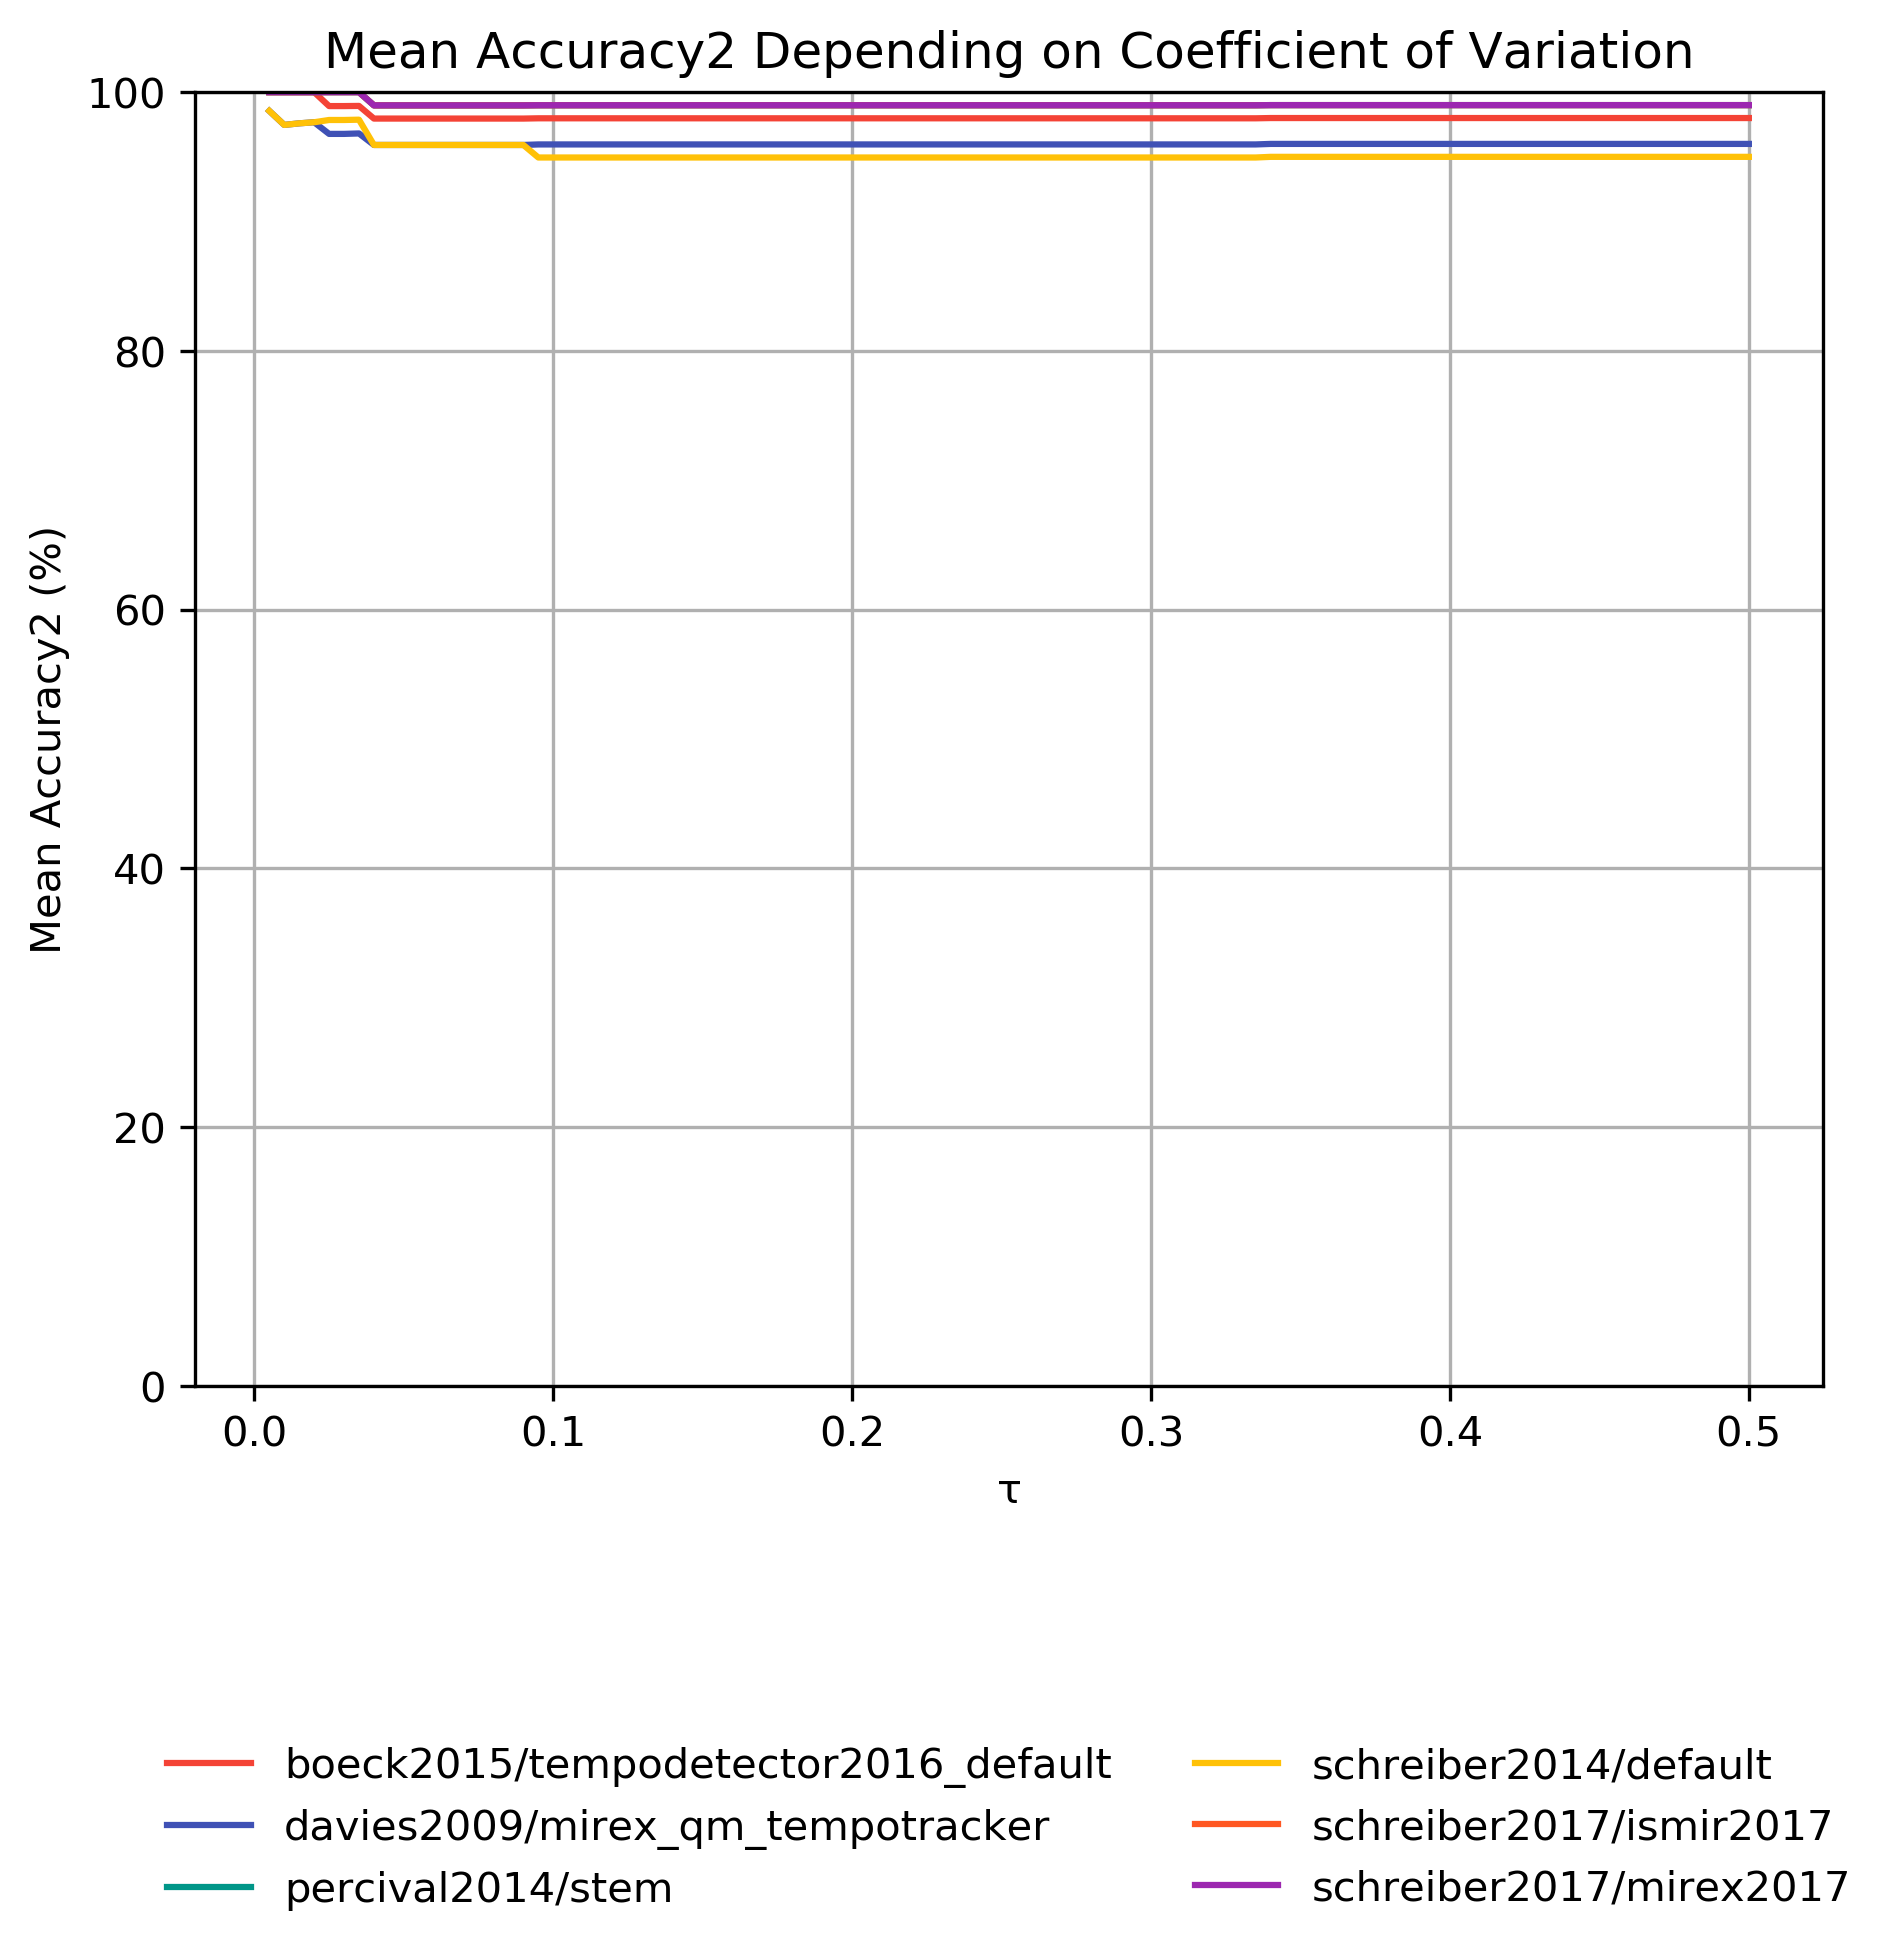 Mean Accuracy2 Depending on Coefficient of Variation
100
80
60
40
20
0
Mean Accuracy2 (%)
0.0 0.1 0.2 0.3 0.4 0.5
τ
boeck2015/tempodetector2016_default
davies2009/mirex_qm_tempotracker
percival2014/stem
schreiber2014/default
schreiber2017/ismir2017
schreiber2017/mirex2017